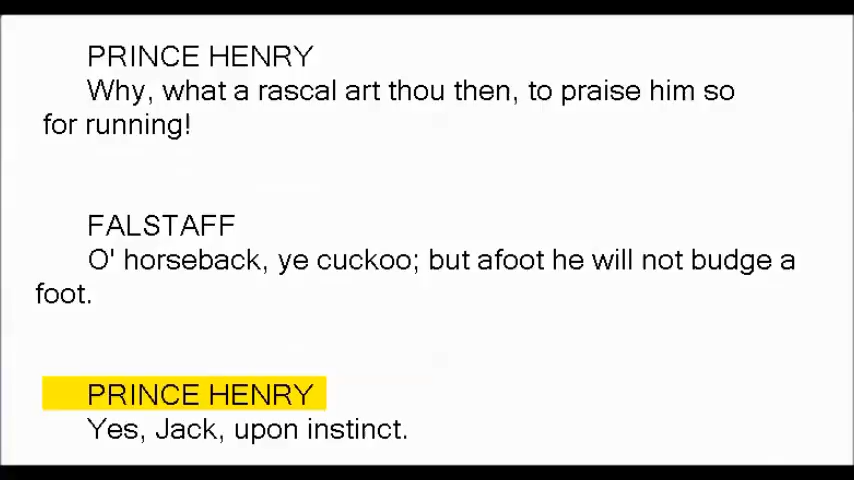 PRINCE HENRY
Why, what a rascal art thou then, to praise him so
for running!
FALSTAFF
O' horseback, ye cuckoo; but afoot he will not budge a
foot.
PRINCE HENRY
Yes, Jack, upon instinct.